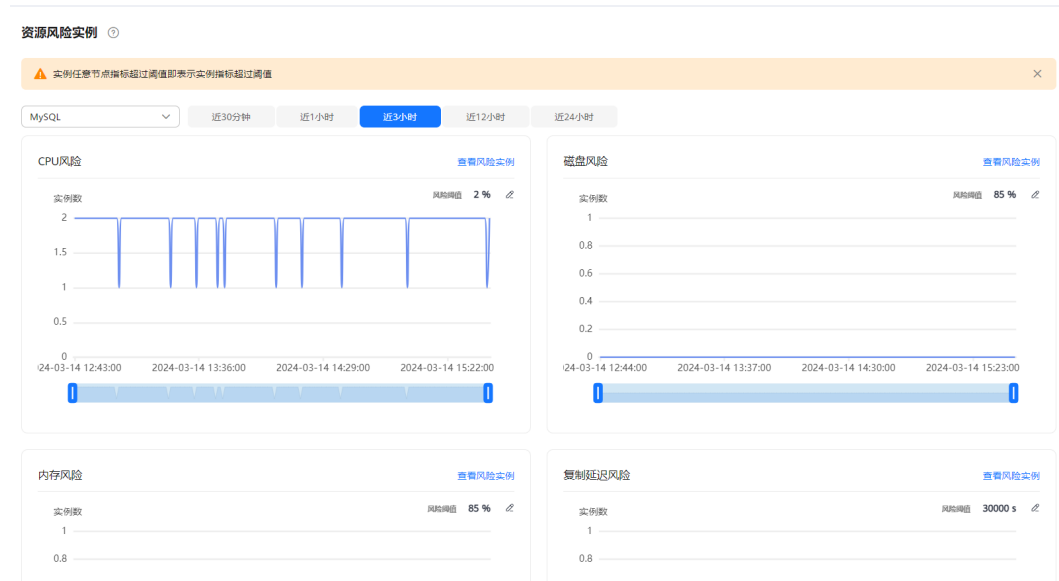 资源风险实例
实例任意节点指标超过阈值即表示实例指标超过阈值
MySQL 近30分钟 近1小时 近3小时 近12小时 近24小时
CPU风险 查看风险实例
实例数 风险阈值 2 %
2
1.5
1
0.5
0
24-03-14 12:43:00 2024-03-14 13:36:00 2024-03-14 14:29:00 2024-03-14 15:22:00
磁盘风险 查看风险实例
实例数 风险阈值 85 %
1
0.8
0.6
0.4
0.2
0
24-03-14 12:44:00 2024-03-14 13:37:00 2024-03-14 14:30:00 2024-03-14 15:23:00
内存风险 查看风险实例
实例数 风险阈值 85 %
1
0.8
复制延迟风险 查看风险实例
实例数 风险阈值 30000 s
1
0.8